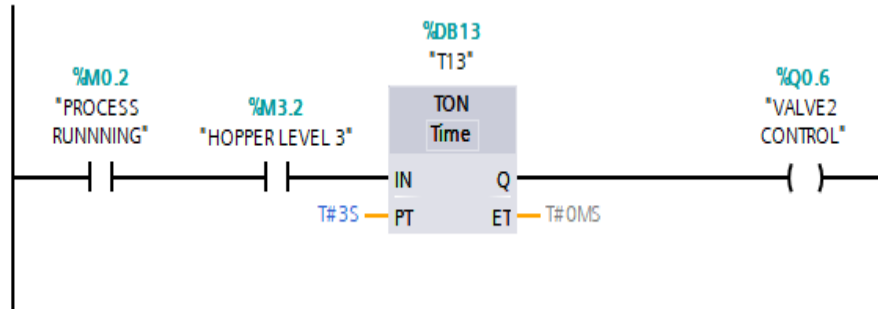 %DB13
"T13"
%M0.2
"PROCESS
RUNNNING"
%M3.2
"HOPPER LEVEL 3"
TON
Time
%Q0.6
"VALVE2
CONTROL"
IN
Q
T#3S
PT
ET
T#0MS